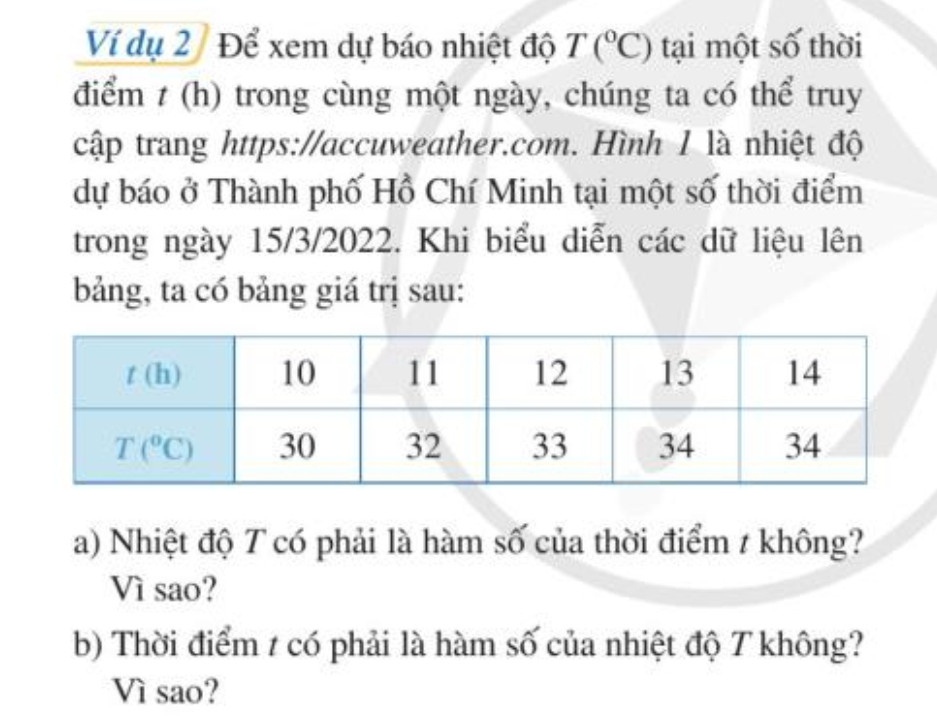 Ví dụ 2 Để xem dự báo nhiệt độ T (°C) tại một số thời
điểm t (h) trong cùng một ngày, chúng ta có thể truy
cập trang https://accuweather.com. Hình 1 là nhiệt độ
dự báo ở Thành phố Hồ Chí Minh tại một số thời điểm
trong ngày 15/3/2022. Khi biểu diễn các dữ liệu lên
bảng, ta có bảng giá trị sau:
t (h) 10 11 12 13 14
T (°C) 30 32 33 34 34
a) Nhiệt độ T có phải là hàm số của thời điểm t không?
Vì sao?
b) Thời điểm t có phải là hàm số của nhiệt độ T không?
Vì sao?